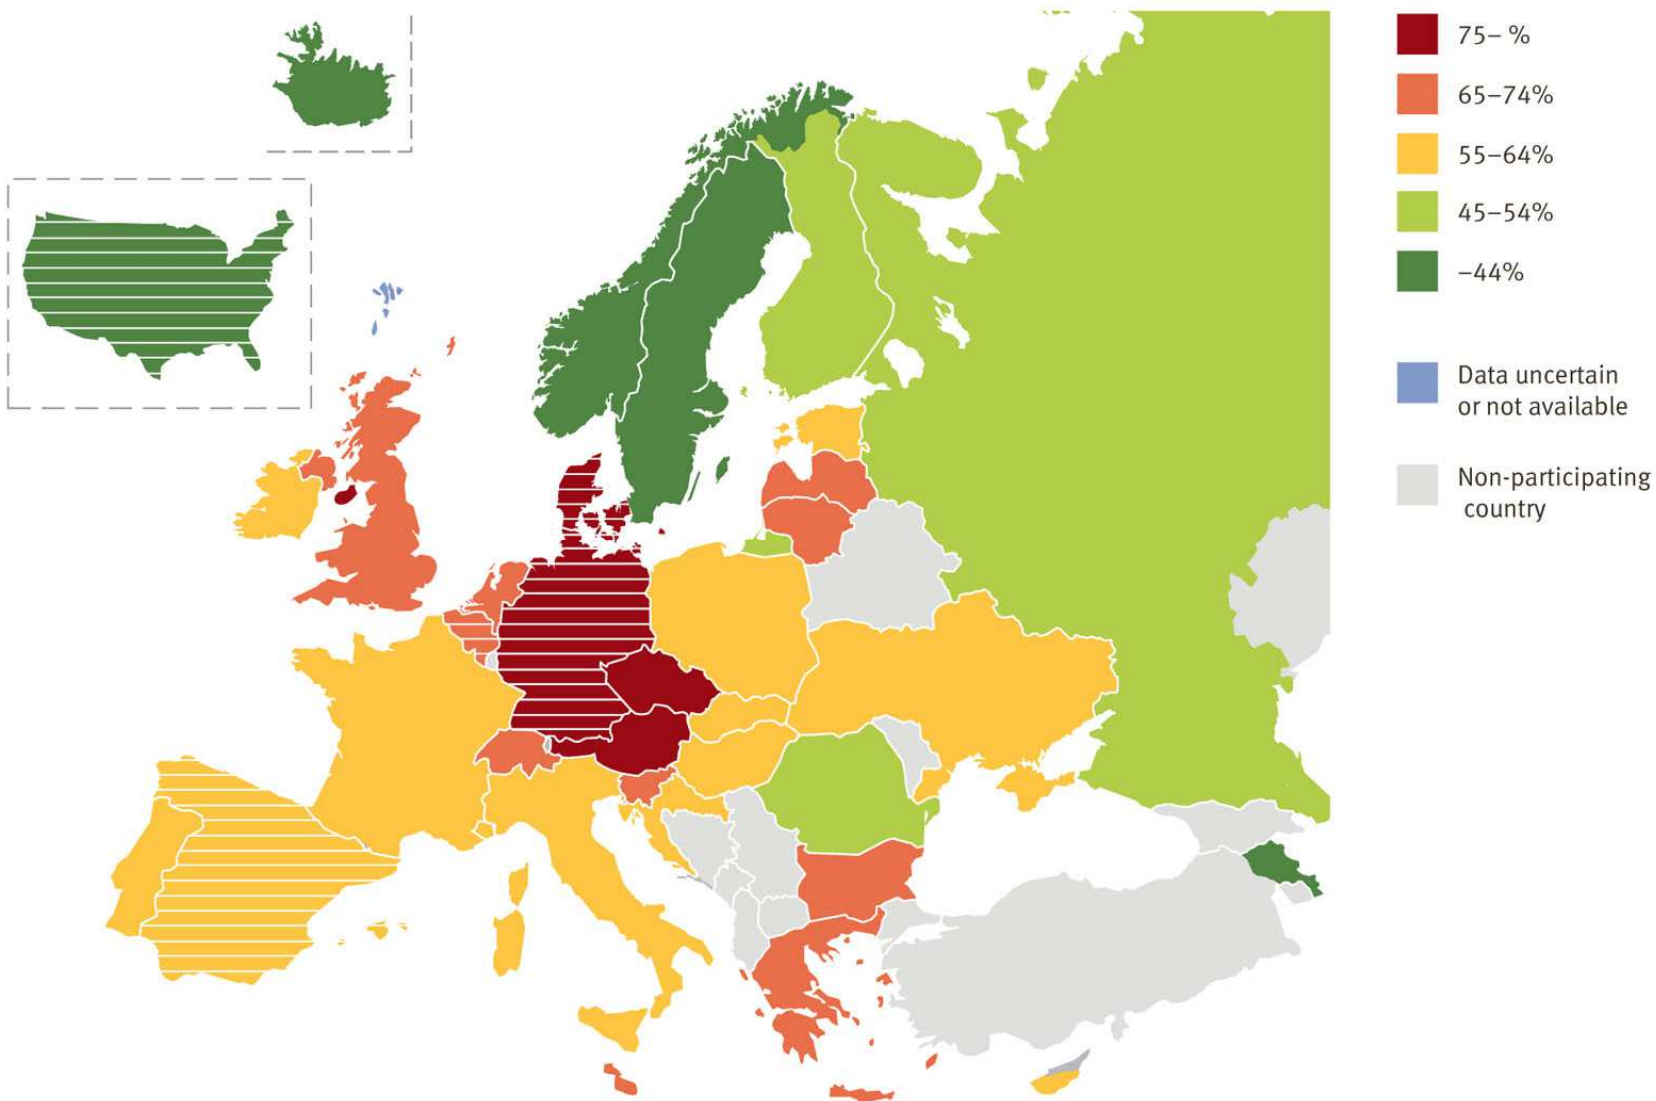 75– %
65–74%
55–64%
45–54%
–44%
Data uncertain
or not available
Non-participating
country